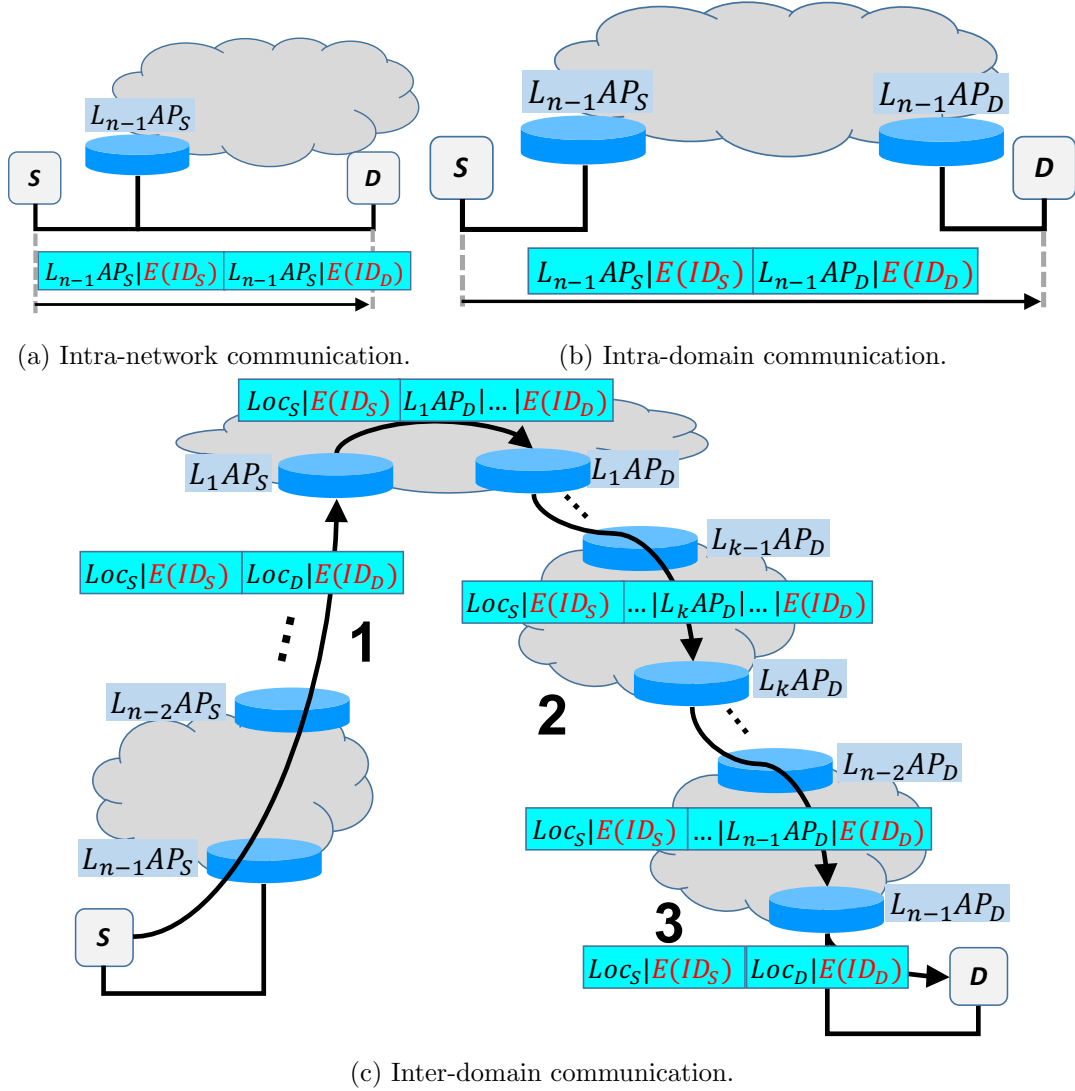 L_{n-1}AP_S
S
D
L_{n-1}AP_S|E(ID_S) L_{n-1}AP_S|E(ID_D)
(a) Intra-network communication.
L_{n-1}AP_S
L_{n-1}AP_D
S
D
L_{n-1}AP_S|E(ID_S) L_{n-1}AP_D|E(ID_D)
(b) Intra-domain communication.
Loc_S|E(ID_S) L_1AP_D|...|E(ID_D)
L_1AP_S
L_1AP_D
L_{k-1}AP_D
Loc_S|E(ID_S) Loc_D|E(ID_D)
1
Loc_S|E(ID_S) ...|L_kAP_D|...|E(ID_D)
L_{n-2}AP_S
2
L_kAP_D
L_{n-2}AP_D
Loc_S|E(ID_S) ...|L_{n-1}AP_D|E(ID_D)
L_{n-1}AP_S
L_{n-1}AP_D
S
3
Loc_S|E(ID_S) Loc_D|E(ID_D)
D
(c) Inter-domain communication.